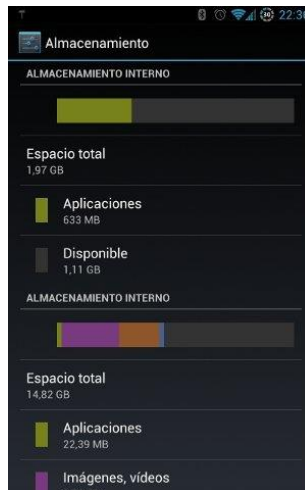 22:36
Almacenamiento
ALMACENAMIENTO INTERNO
Espacio total
1,97 GB
Aplicaciones
633 MB
Disponible
1,11 GB
ALMACENAMIENTO INTERNO
Espacio total
14,82 GB
Aplicaciones
22,39 MB
Imágenes, vídeos